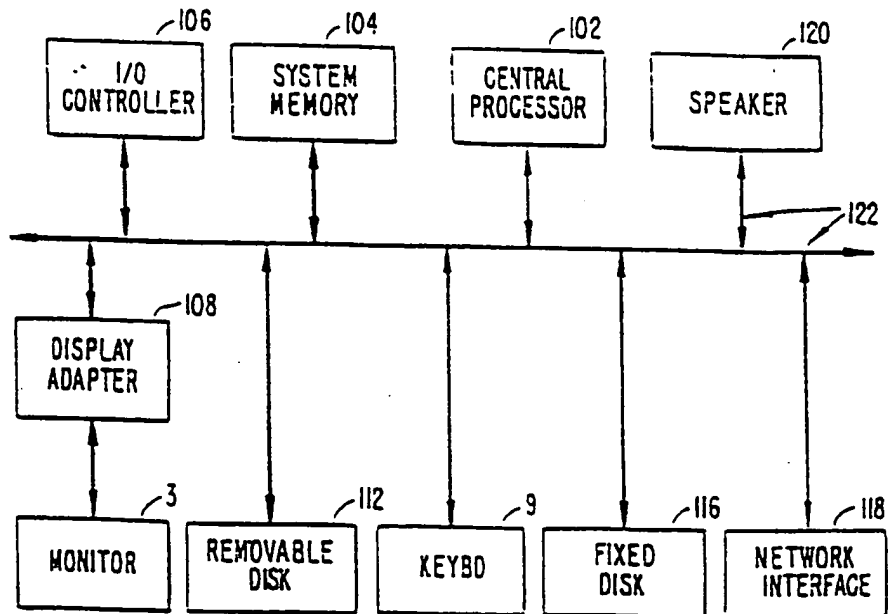 106
104
102
120
I/O
CONTROLLER
SYSTEM
MEMORY
CENTRAL
PROCESSOR
SPEAKER
122
108
DISPLAY
ADAPTER
3
112
9
116
118
MONITOR
REMOVABLE
DISK
KEYBD
FIXED
DISK
NETWORK
INTERFACE